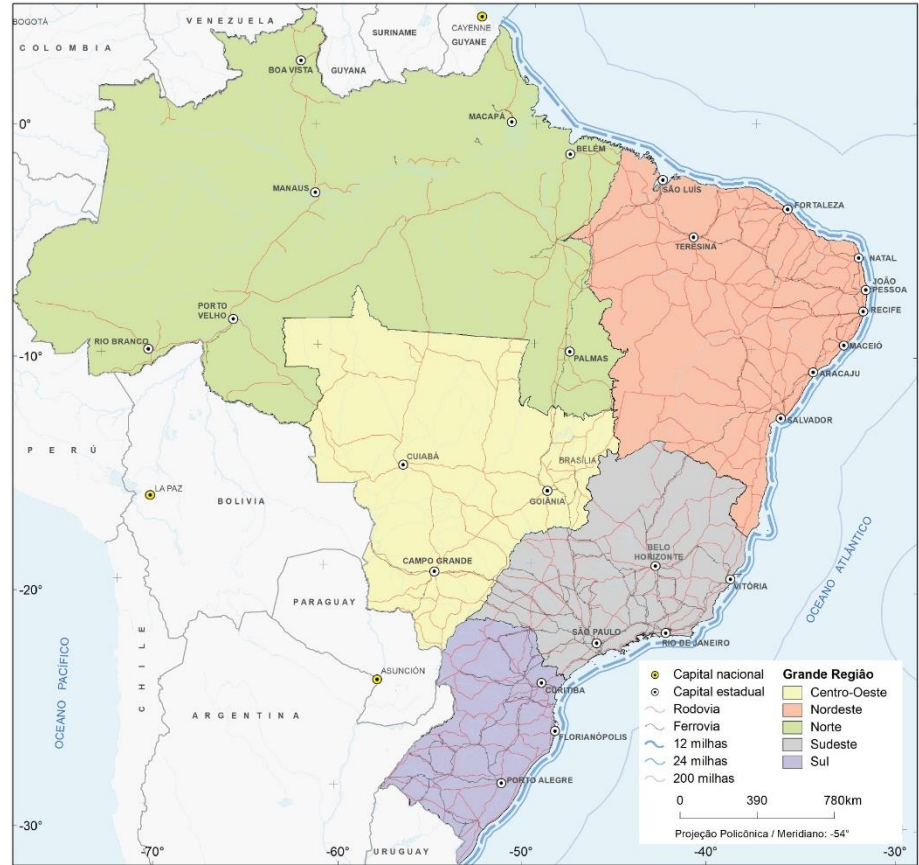 BOGOTÁ
VENEZUELA
CAYENNE
SURINAME
GUYANE
COLOMBIA
BOA VISTA
GUYANA
MACAPÁ
0°
BELÉM
MANAUS
SÃO LUÍS
FORTALEZA
TERESINA
NATAL
JOÃO
PESSOA
PORTO
VELHO
RECIFE
RIO BRANCO
MACEIÓ
-10°
PALMAS
ARACAJU
SALVADOR
PERÚ
CUIABÁ
BRASÍLIA
LA PAZ
GOIÂNIA
BOLIVIA
BELO
HORIZONTE
CAMPO GRANDE
VITÓRIA
-20°
PARAGUAY
OCEANO ATLÂNTICO
SÃO PAULO
RIO DE JANEIRO
ASUNCIÓN
CURITIBA
OCEANO PACÍFICO
CHILE
ARGENTINA
FLORIANÓPOLIS
PORTO ALEGRE
URUGUAY
Capital nacional
Capital estadual
Rodovia
Ferrovia
12 milhas
24 milhas
200 milhas
Grande Região
Centro-Oeste
Nordeste
Norte
Sudeste
Sul
0 390 780km
Projeção Policônica / Meridiano: -54°
-30°
-70° -60° -50° -40° -30°